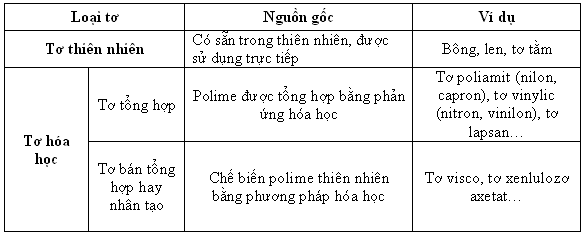 Loại tơ
Nguồn gốc
Ví dụ
Tơ thiên nhiên
Có sẵn trong thiên nhiên, được
sử dụng trực tiếp
Bông, len, tơ tằm
Tơ hóa
học
Tơ tổng hợp
Polime được tổng hợp bằng phản
ứng hóa học
Tơ poliamit (nilon,
capron), tơ vinylic
(nitron, vinilon), tơ
lapsan…
Tơ bán tổng
hợp hay
nhân tạo
Chế biến polime thiên nhiên
bằng phương pháp hóa học
Tơ visco, tơ xenlulozơ
axetat…